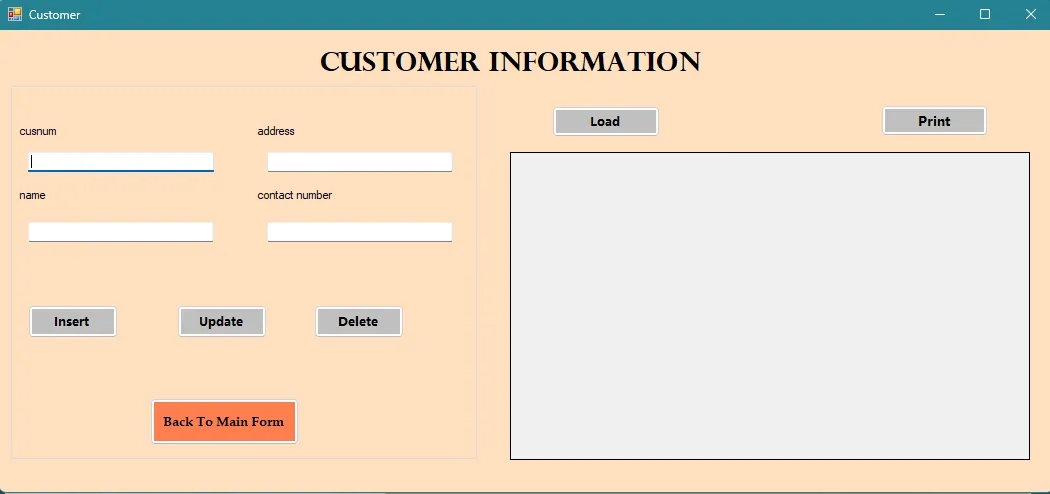 Customer
CUSTOMER INFORMATION
cusnum address
name contact number
Insert Update Delete
Back To Main Form
Load Print